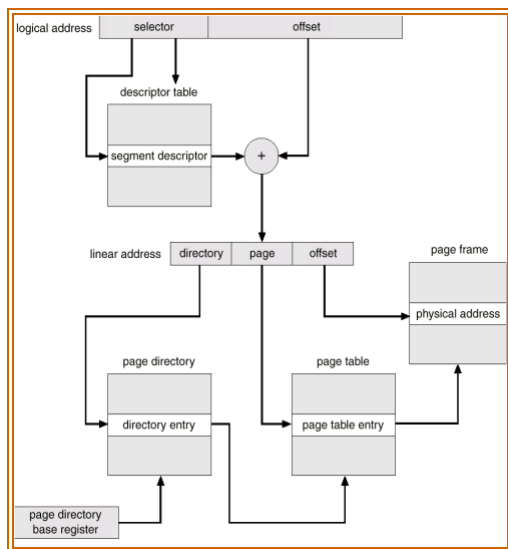 logical address
selector
offset
descriptor table
segment descriptor
+
linear address
directory
page
offset
page frame
physical address
page directory
page table
directory entry
page table entry
page directory
base register